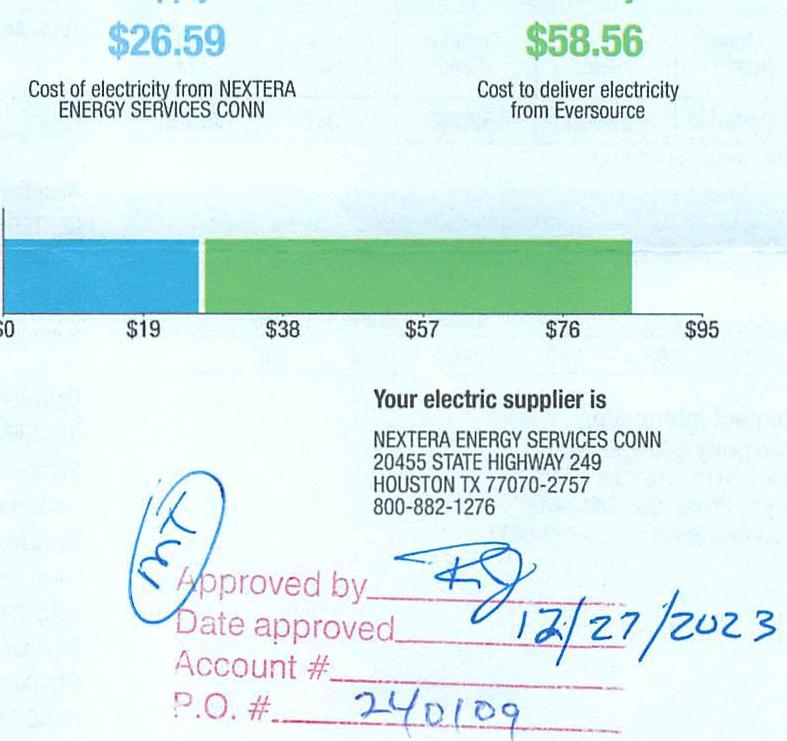 $26.59
Cost of electricity from NEXTERA
ENERGY SERVICES CONN
$58.56
Cost to deliver electricity
from Eversource
$19 $38 $57 $76 $95
Your electric supplier is
NEXTERA ENERGY SERVICES CONN
20455 STATE HIGHWAY 249
HOUSTON TX 77070-2757
800-882-1276
MT
Approved by
Date approved 12/27/2023
Account #
P.O. # 240109